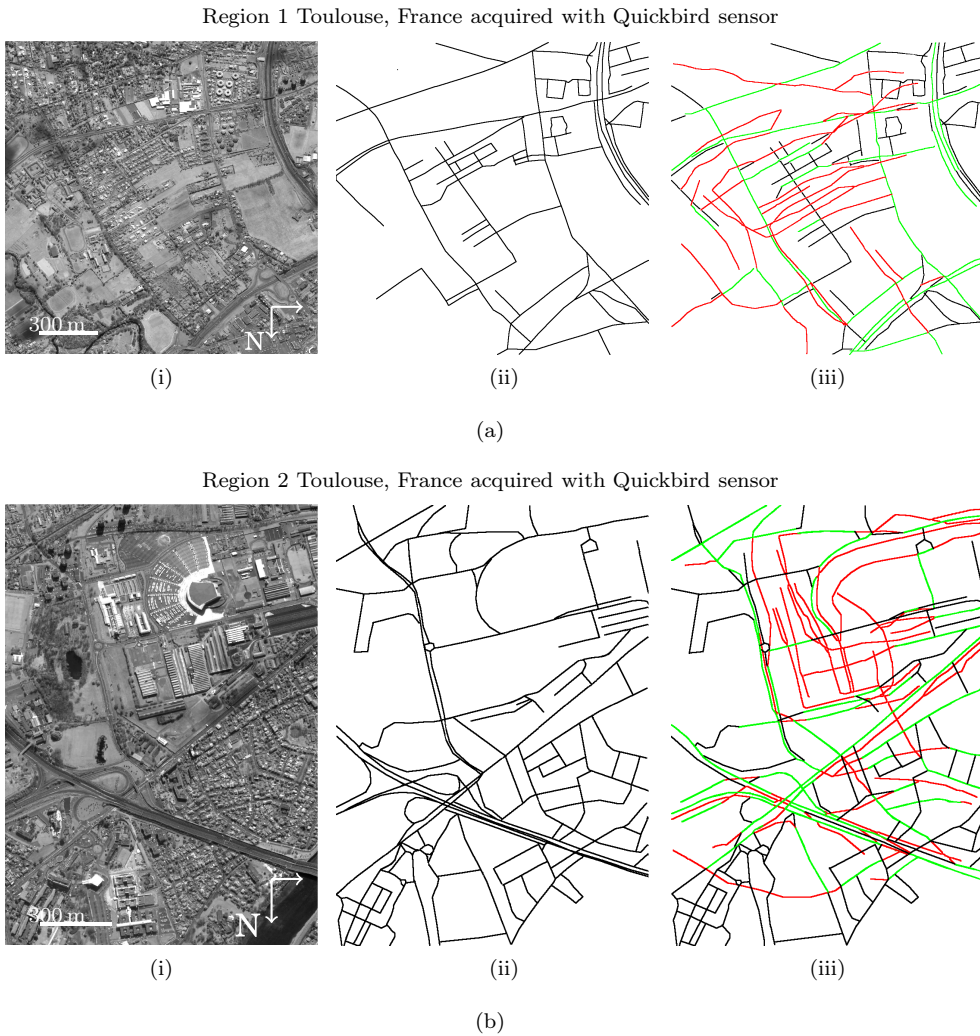 Region 1 Toulouse, France acquired with Quickbird sensor
300 m
N
(i)
(ii)
(iii)
(a)
Region 2 Toulouse, France acquired with Quickbird sensor
300 m
N
(i)
(ii)
(iii)
(b)